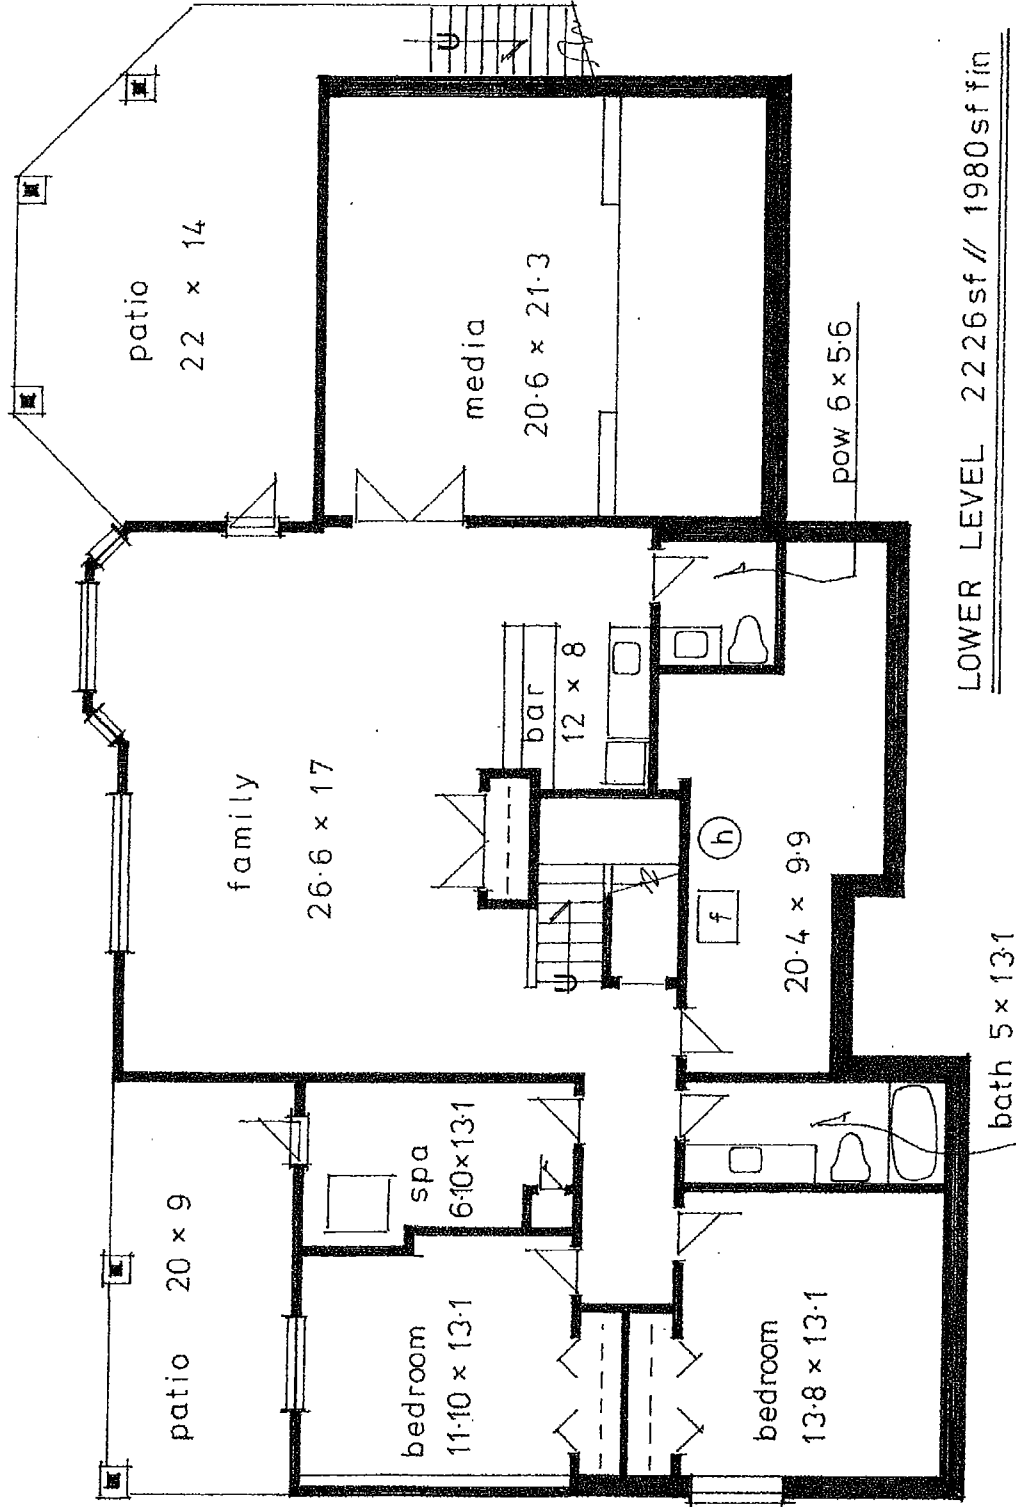 patio
22 × 14
U
media
20·6 × 21·3
pow 6×5·6
LOWER LEVEL 2226sf // 1980sf fin
family
26·6 × 17
bar
12 × 8
U
h
f
20·4 × 9·9
patio 20 × 9
spa
6·10×13·1
bath 5 × 13·1
bedroom
11·10 × 13·1
bedroom
13·8 × 13·1